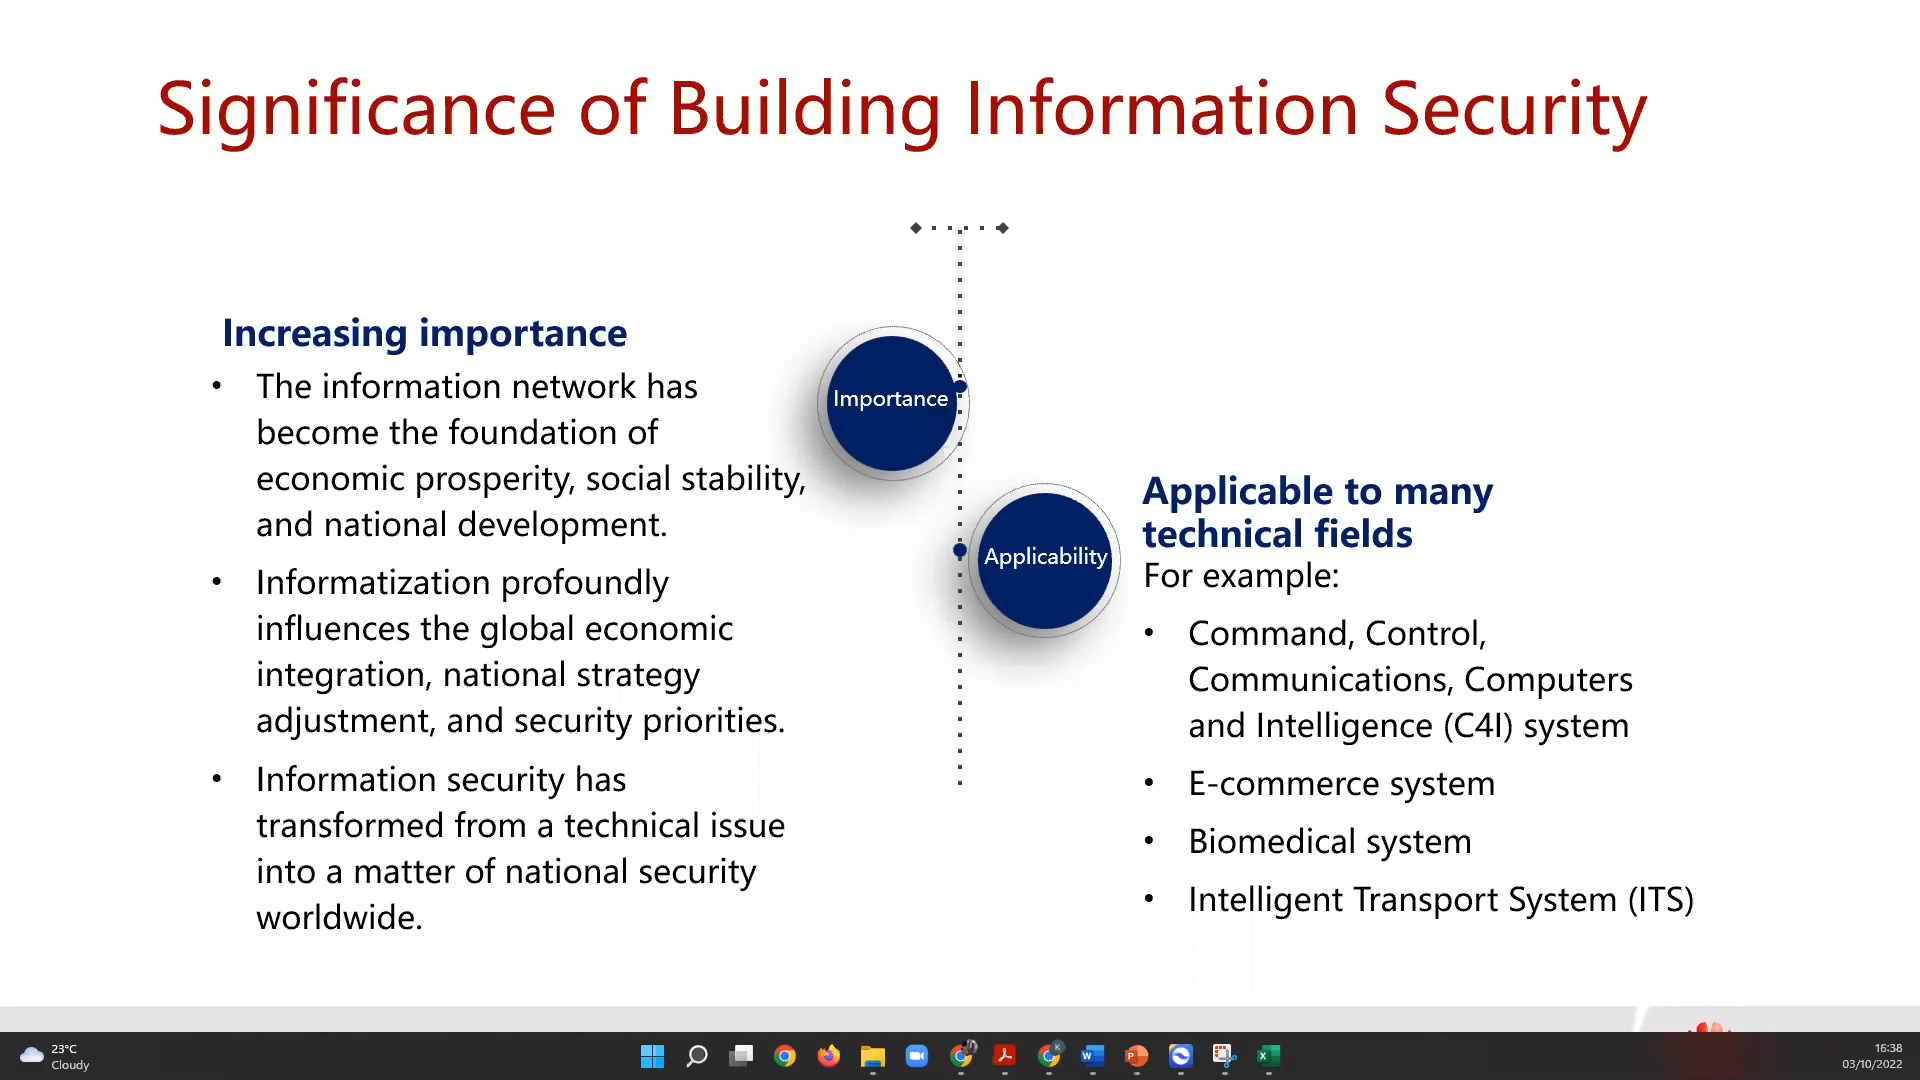 Significance of Building Information Security
Increasing importance
• The information network has
become the foundation of
economic prosperity, social stability,
and national development.
• Informatization profoundly
influences the global economic
integration, national strategy
adjustment, and security priorities.
• Information security has
transformed from a technical issue
into a matter of national security
worldwide.
Importance
Applicability
Applicable to many
technical fields
For example:
• Command, Control,
Communications, Computers
and Intelligence (C4I) system
• E-commerce system
• Biomedical system
• Intelligent Transport System (ITS)
23°C
Cloudy
16:38
03/10/2022